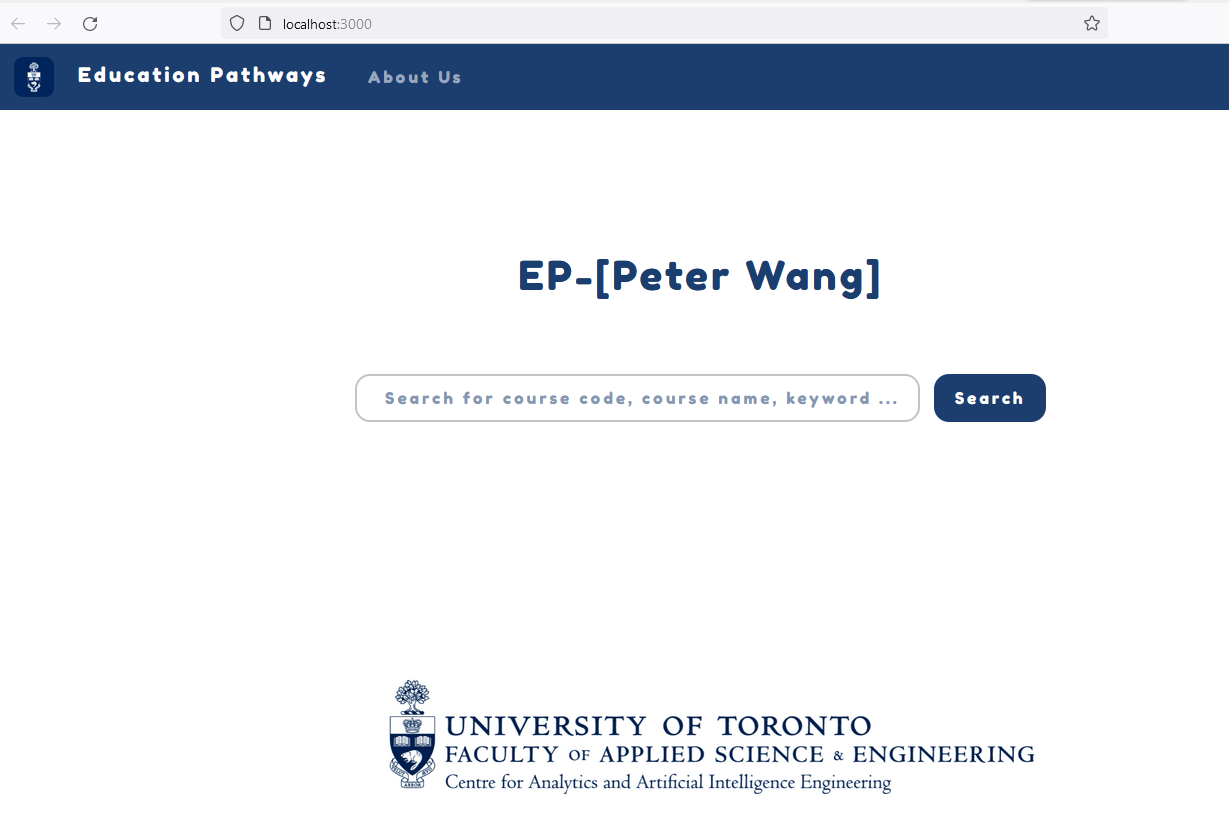 localhost:3000
Education Pathways About Us
EP-[Peter Wang]
Search for course code, course name, keyword ... Search
UNIVERSITY OF TORONTO
FACULTY OF APPLIED SCIENCE & ENGINEERING
Centre for Analytics and Artificial Intelligence Engineering